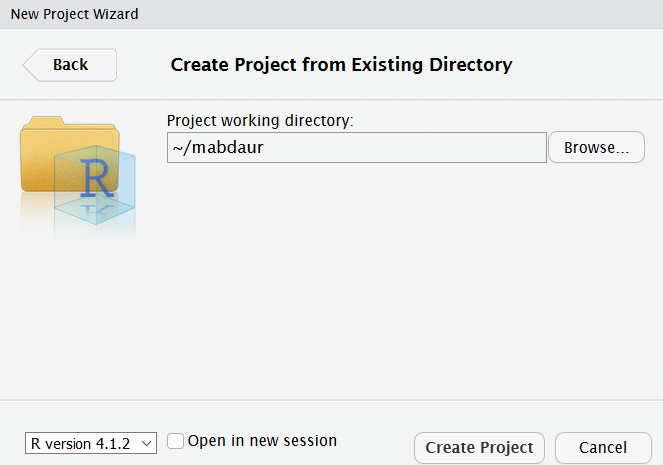 New Project Wizard
Back
Create Project from Existing Directory
Project working directory:
~/mabdaur
Browse...
R
R version 4.1.2
Open in new session
Create Project
Cancel